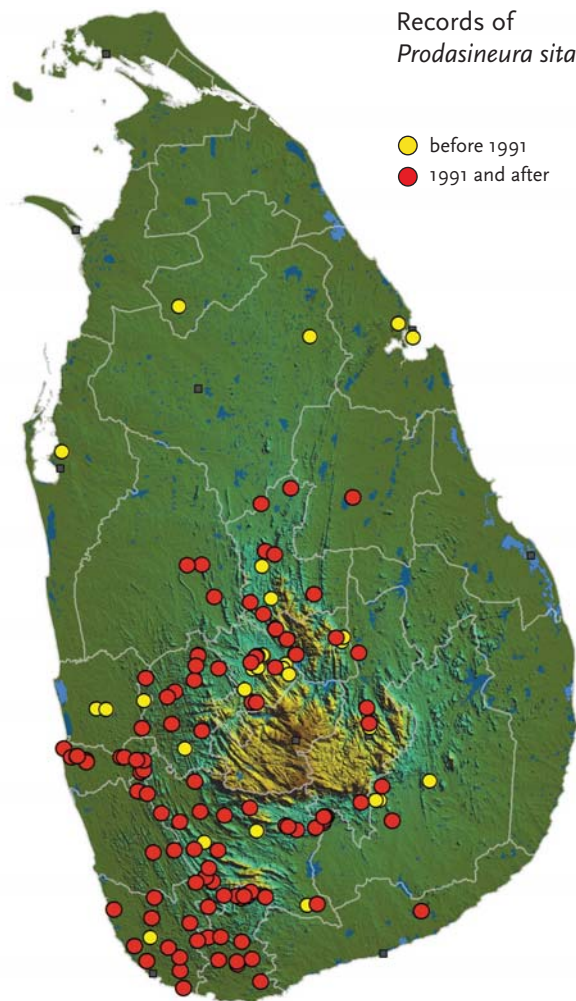 Records of
Prodasineura sita
before 1991
1991 and after